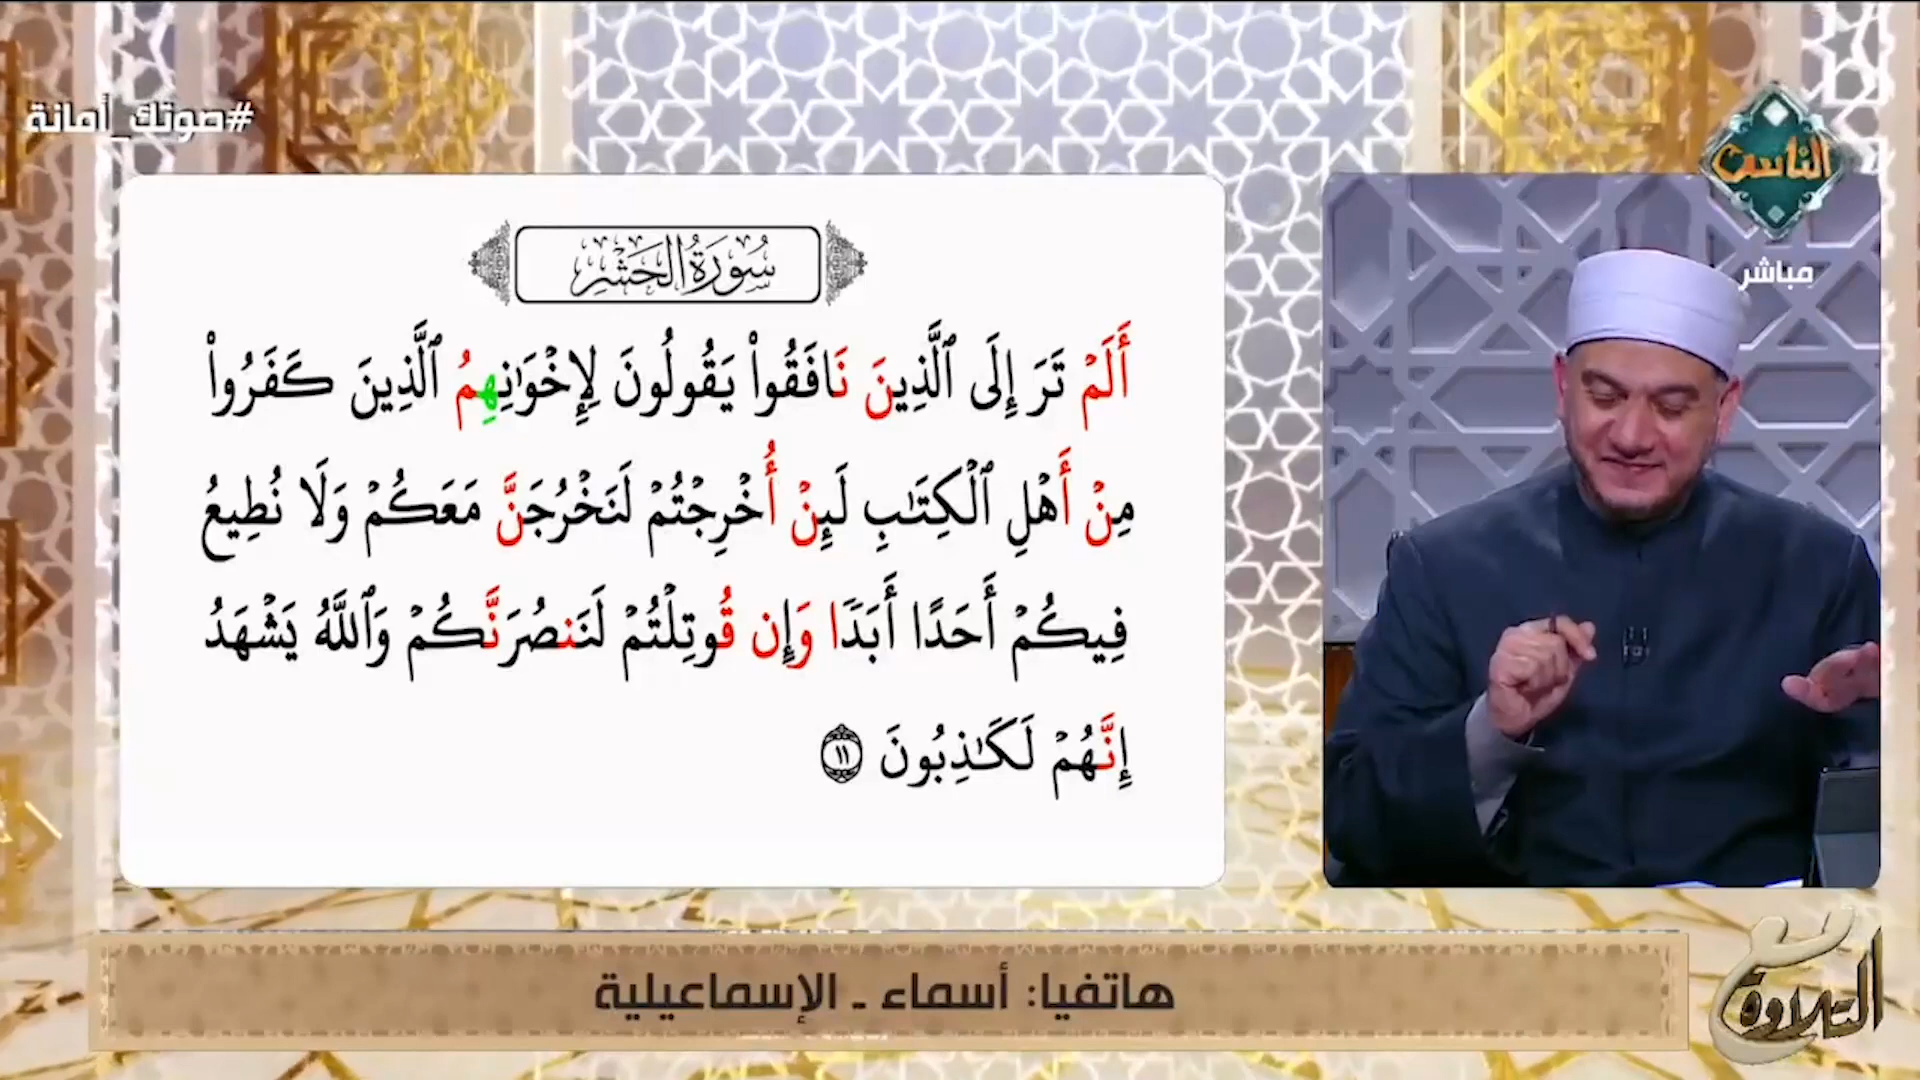 #صوتك_أمانة
الناس
مباشر
سُورَةُ الحَشْرِ
أَلَمْ تَرَ إِلَى ٱلَّذِينَ نَافَقُوا۟ يَقُولُونَ لِإِخْوَٰنِهِمُ ٱلَّذِينَ كَفَرُوا۟
مِنْ أَهْلِ ٱلْكِتَٰبِ لَئِنْ أُخْرِجْتُمْ لَنَخْرُجَنَّ مَعَكُمْ وَلَا نُطِيعُ
فِيكُمْ أَحَدًا أَبَدًا وَإِن قُوتِلْتُمْ لَنَنصُرَنَّكُمْ وَٱللَّهُ يَشْهَدُ
إِنَّهُمْ لَكَٰذِبُونَ ١١
هاتفيا: أسماء - الإسماعيلية
مع التلاوة